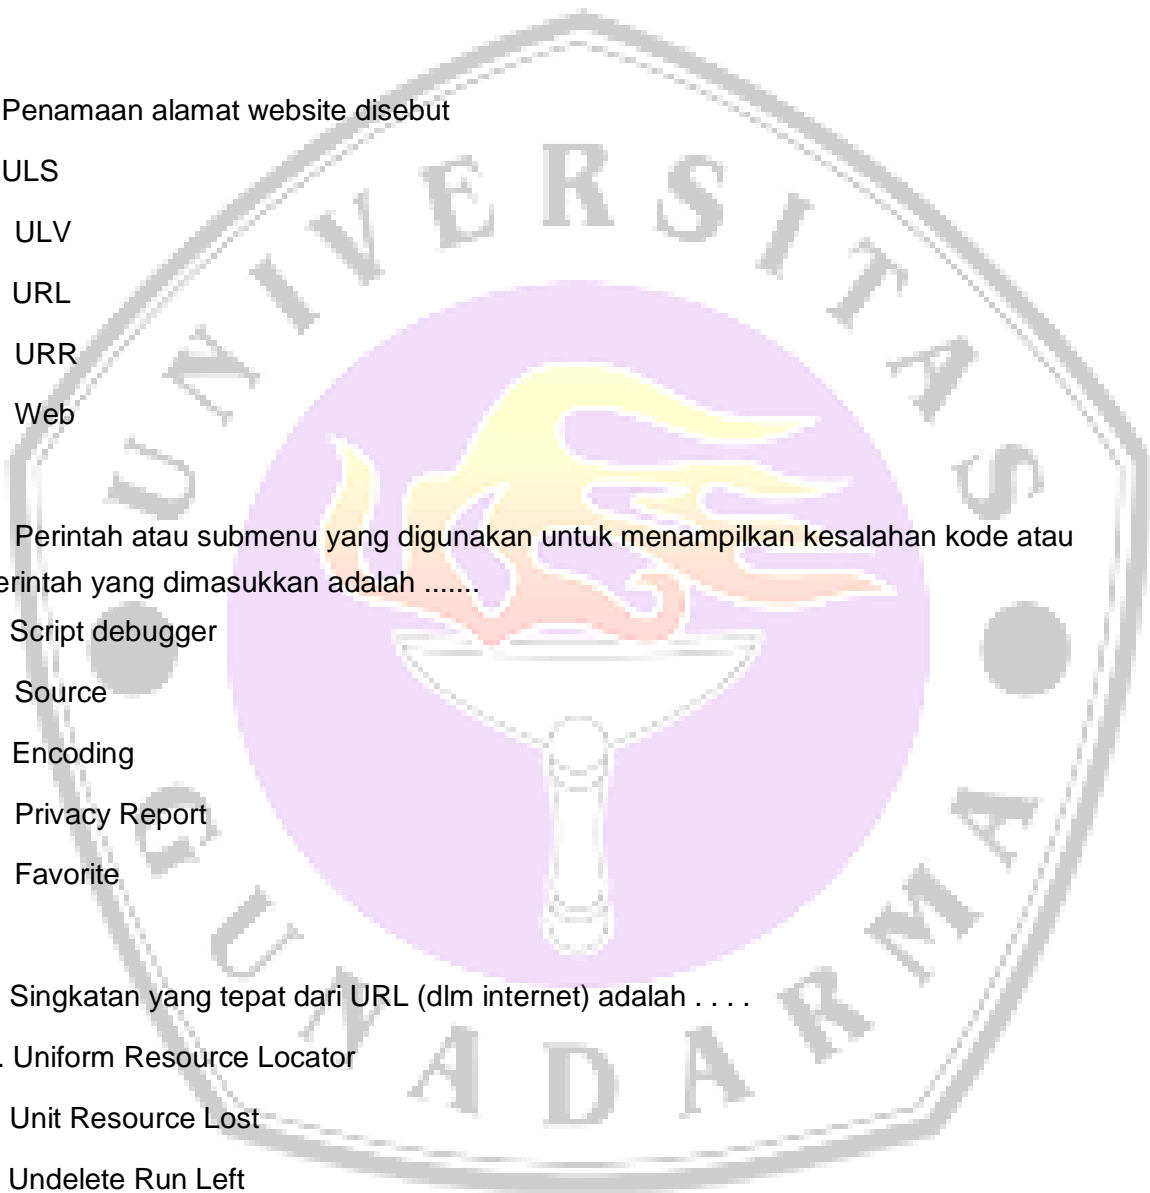 Penamaan alamat website disebut
ULS
ULV
URL
URR
Web
Perintah atau submenu yang digunakan untuk menampilkan kesalahan kode atau
erintah yang dimasukkan adalah .......
Script debugger
Source
Encoding
Privacy Report
Favorite
Singkatan yang tepat dari URL (dlm internet) adalah . . . .
. Uniform Resource Locator
Unit Resource Lost
Undelete Run Left
UNIVERSITAS
GUNADARMA